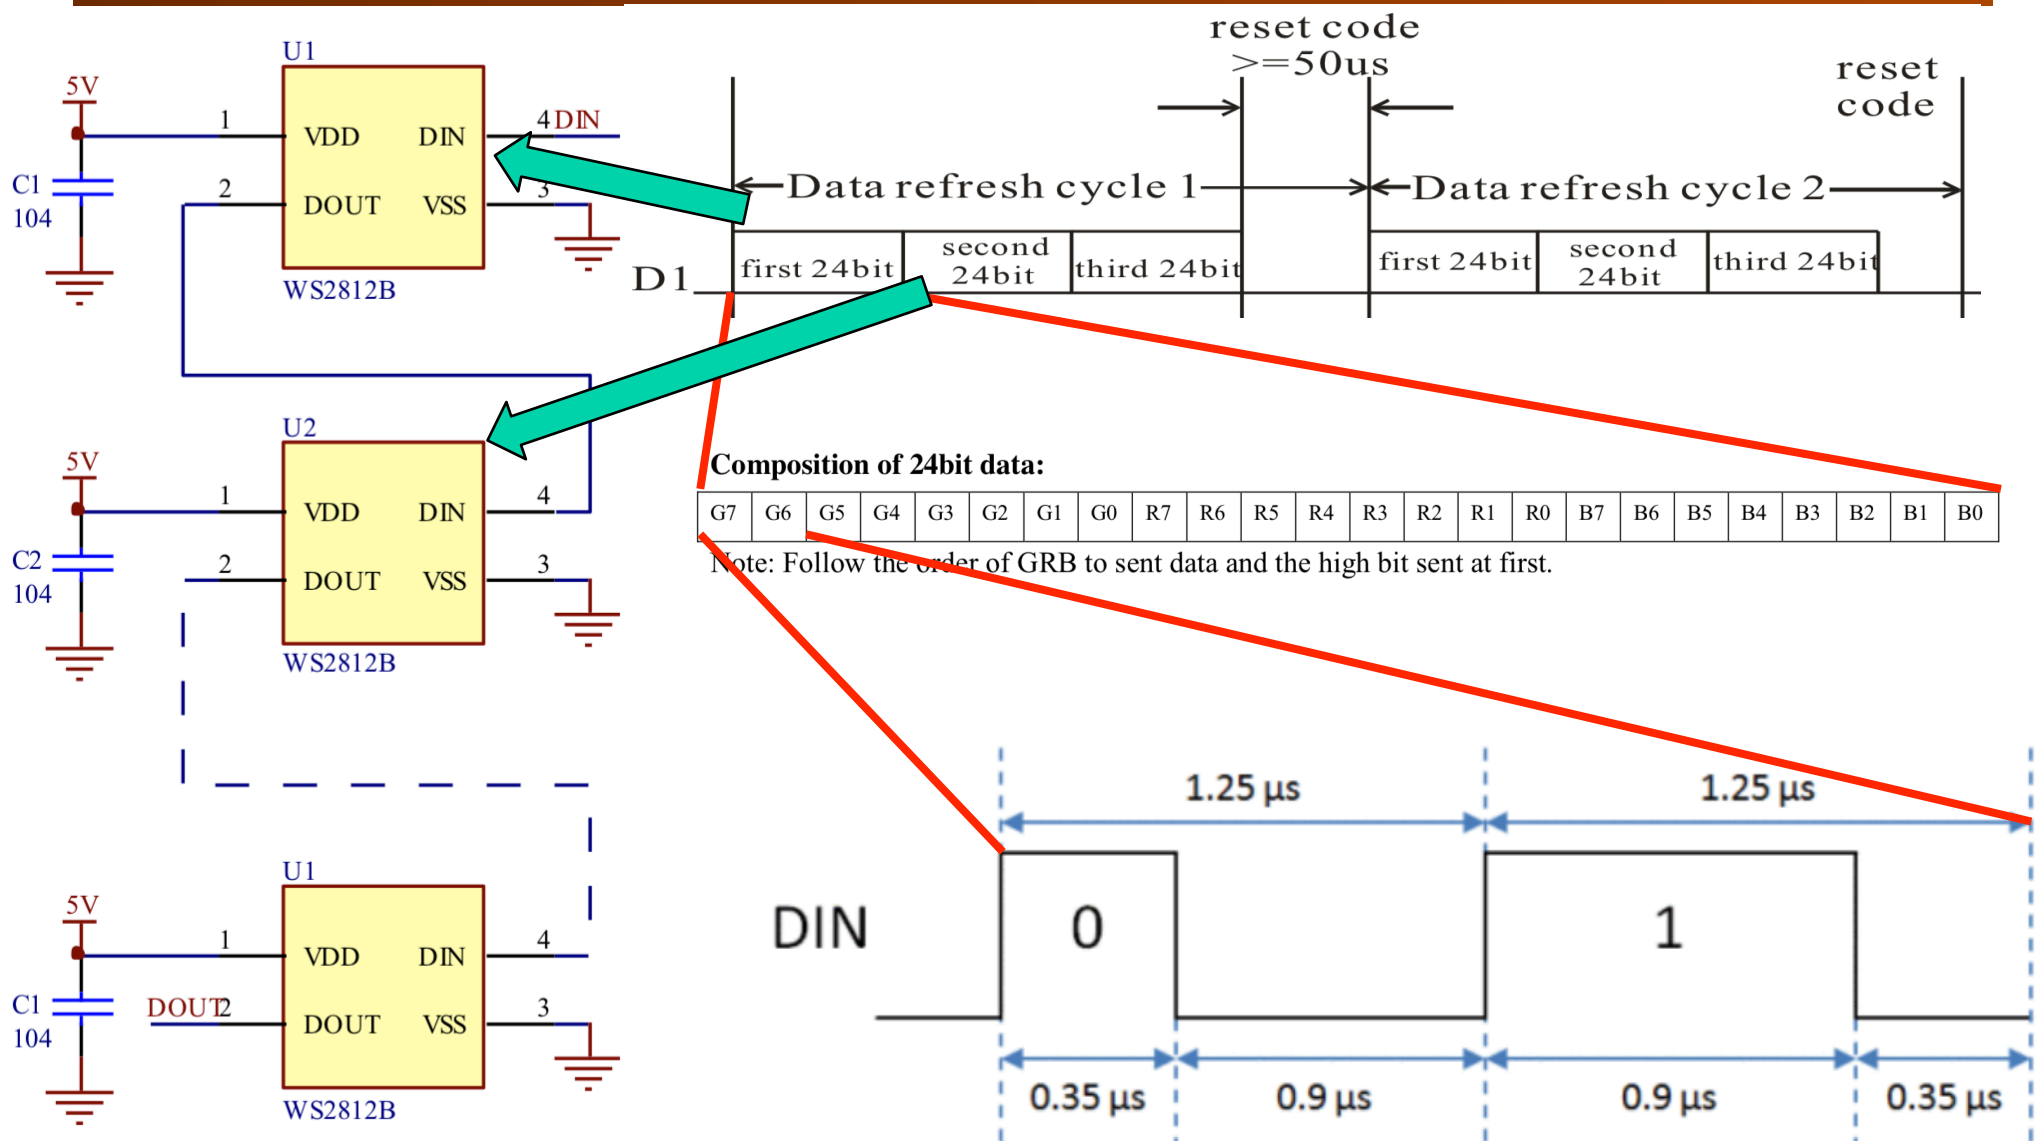 U1
5V
1
VDD
DIN
4
DIN
C1
104
2
DOUT
VSS
3
WS2812B
U2
5V
1
VDD
DIN
4
C2
104
2
DOUT
VSS
3
WS2812B
U1
5V
1
VDD
DIN
4
C1
104
DOUT
2
DOUT
VSS
3
WS2812B
reset code
>=50us
reset
code
Data refresh cycle 1
Data refresh cycle 2
D1
first 24bit
second
24bit
third 24bit
first 24bit
second
24bit
third 24bit
Composition of 24bit data:
G7 G6 G5 G4 G3 G2 G1 G0 R7 R6 R5 R4 R3 R2 R1 R0 B7 B6 B5 B4 B3 B2 B1 B0
Note: Follow the order of GRB to sent data and the high bit sent at first.
1.25 µs
1.25 µs
DIN
0
1
0.35 µs
0.9 µs
0.9 µs
0.35 µs